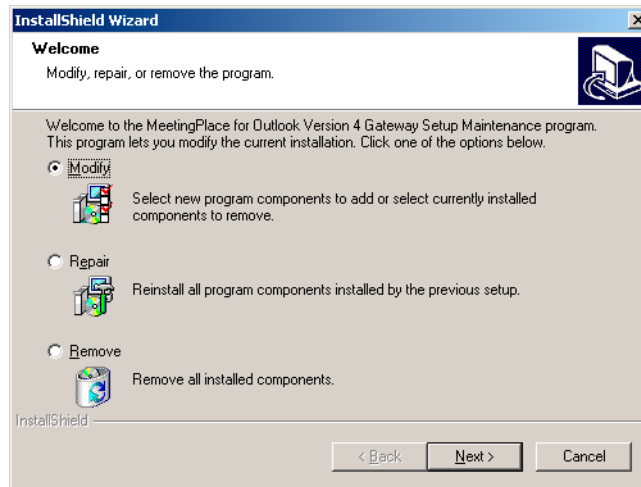 InstallShield Wizard
Welcome
Modify, repair, or remove the program.
Welcome to the MeetingPlace for Outlook Version 4 Gateway Setup Maintenance program.
This program lets you modify the current installation. Click one of the options below.
Modify
Select new program components to add or select currently installed
components to remove.
Repair
Reinstall all program components installed by the previous setup.
Remove
Remove all installed components.
InstallShield
< Back
Next >
Cancel